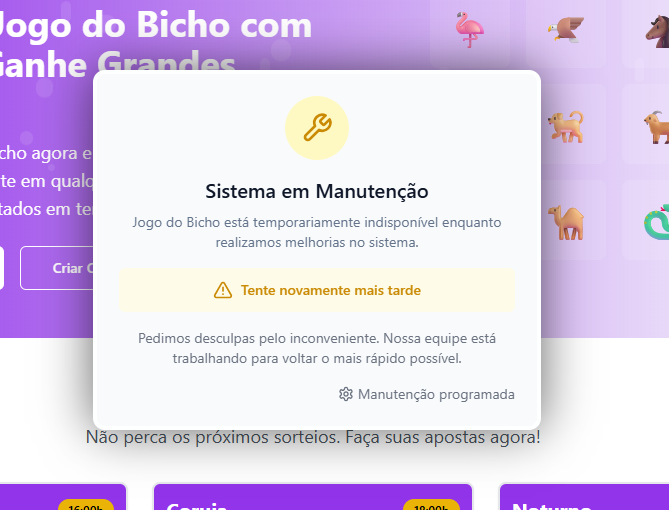 Jogo do Bicho com
Ganhe Grandes
cho agora e
te em qualq
tados em te
Criar C
Sistema em Manutenção
Jogo do Bicho está temporariamente indisponível enquanto
realizamos melhorias no sistema.
Tente novamente mais tarde
Pedimos desculpas pelo inconveniente. Nossa equipe está
trabalhando para voltar o mais rápido possível.
Manutenção programada
Não perca os próximos sorteios. Faça suas apostas agora!
16:00h
Coruja
18:00h
Noturno